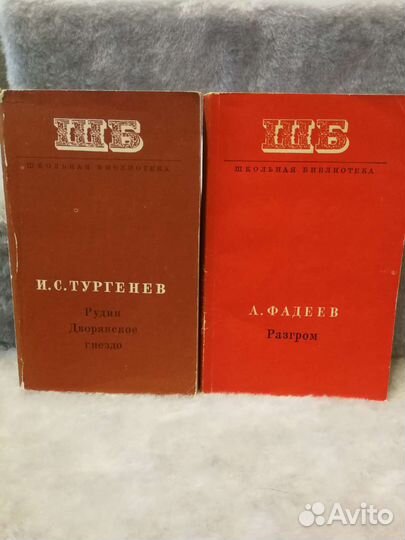 ШБ
ШКОЛЬНАЯ БИБЛИОТЕКА
И.С.ТУРГЕНЕВ
Рудин
Дворянское
гнездо
ШБ
ШКОЛЬНАЯ БИБЛИОТЕКА
А. ФАДЕЕВ
Разгром
Avito